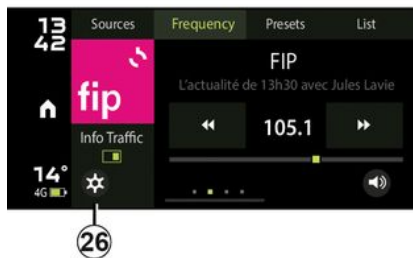 Sources Frequency Presets List
13
42
FIP
L'actualité de 13h30 avec Jules Lavie
fip
105.1
Info Traffic
14°
4G
26